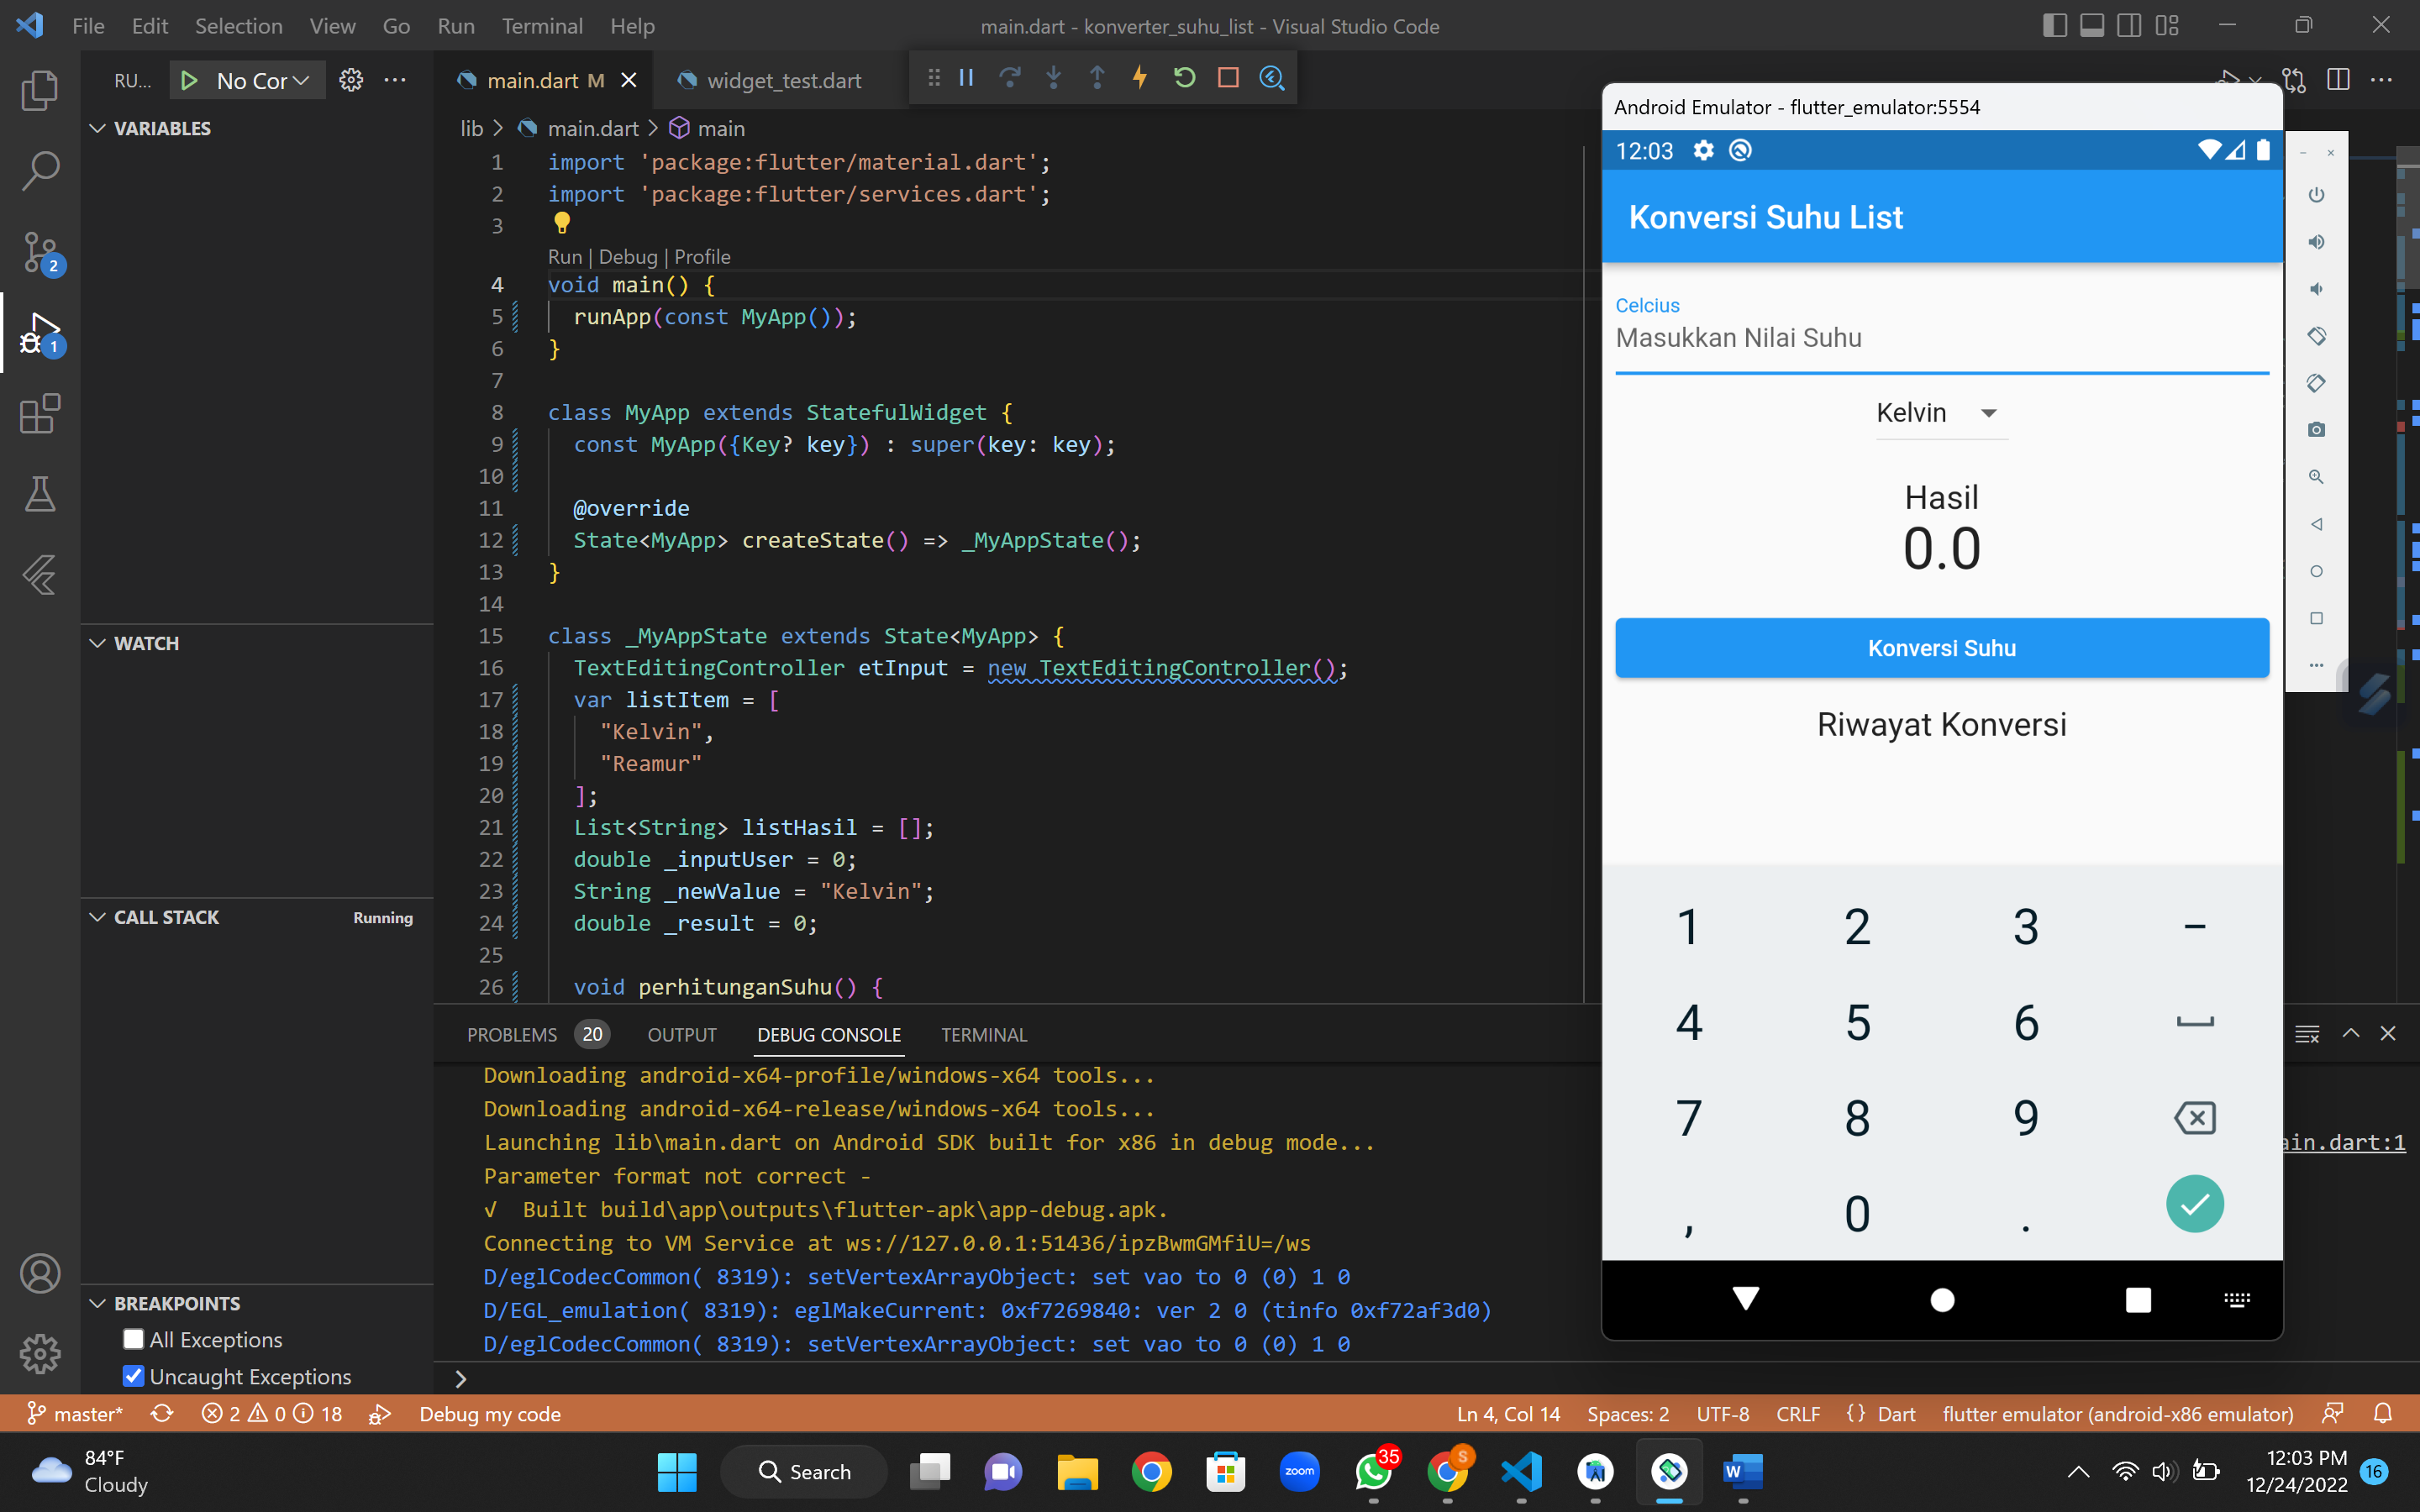 File Edit Selection View Go Run Terminal Help
main.dart - konverter_suhu_list - Visual Studio Code
RU... No Cor
main.dart M
widget_test.dart
VARIABLES
WATCH
CALL STACK Running
BREAKPOINTS
All Exceptions
Uncaught Exceptions
2
1
lib > main.dart > main
1 import 'package:flutter/material.dart';
2 import 'package:flutter/services.dart';
3
Run | Debug | Profile
4 void main() {
5 runApp(const MyApp());
6 }
7
8 class MyApp extends StatefulWidget {
9 const MyApp({Key? key}) : super(key: key);
10
11 @override
12 State<MyApp> createState() => _MyAppState();
13 }
14
15 class _MyAppState extends State<MyApp> {
16 TextEditingController etInput = new TextEditingController();
17 var listItem = [
18 "Kelvin",
19 "Reamur"
20 ];
21 List<String> listHasil = [];
22 double _inputUser = 0;
23 String _newValue = "Kelvin";
24 double _result = 0;
25
26 void perhitunganSuhu() {
PROBLEMS 20 OUTPUT DEBUG CONSOLE TERMINAL
Downloading android-x64-profile/windows-x64 tools...
Downloading android-x64-release/windows-x64 tools...
Launching lib\main.dart on Android SDK built for x86 in debug mode...
ain.dart:1
Parameter format not correct -
√ Built build\app\outputs\flutter-apk\app-debug.apk.
Connecting to VM Service at ws://127.0.0.1:51436/ipzBwmGMfiU=/ws
D/eglCodecCommon( 8319): setVertexArrayObject: set vao to 0 (0) 1 0
D/EGL_emulation( 8319): eglMakeCurrent: 0xf7269840: ver 2 0 (tinfo 0xf72af3d0)
D/eglCodecCommon( 8319): setVertexArrayObject: set vao to 0 (0) 1 0
>
Android Emulator - flutter_emulator:5554
12:03
Konversi Suhu List
Celcius
Masukkan Nilai Suhu
Kelvin
Hasil
0.0
Konversi Suhu
Riwayat Konversi
1 2 3 −
4 5 6
7 8 9
, 0 .
master* 2 0 18 Debug my code
Ln 4, Col 14 Spaces: 2 UTF-8 CRLF {} Dart flutter emulator (android-x86 emulator)
84°F
Cloudy
Search
zoom
35
S
W
12:03 PM
12/24/2022
16